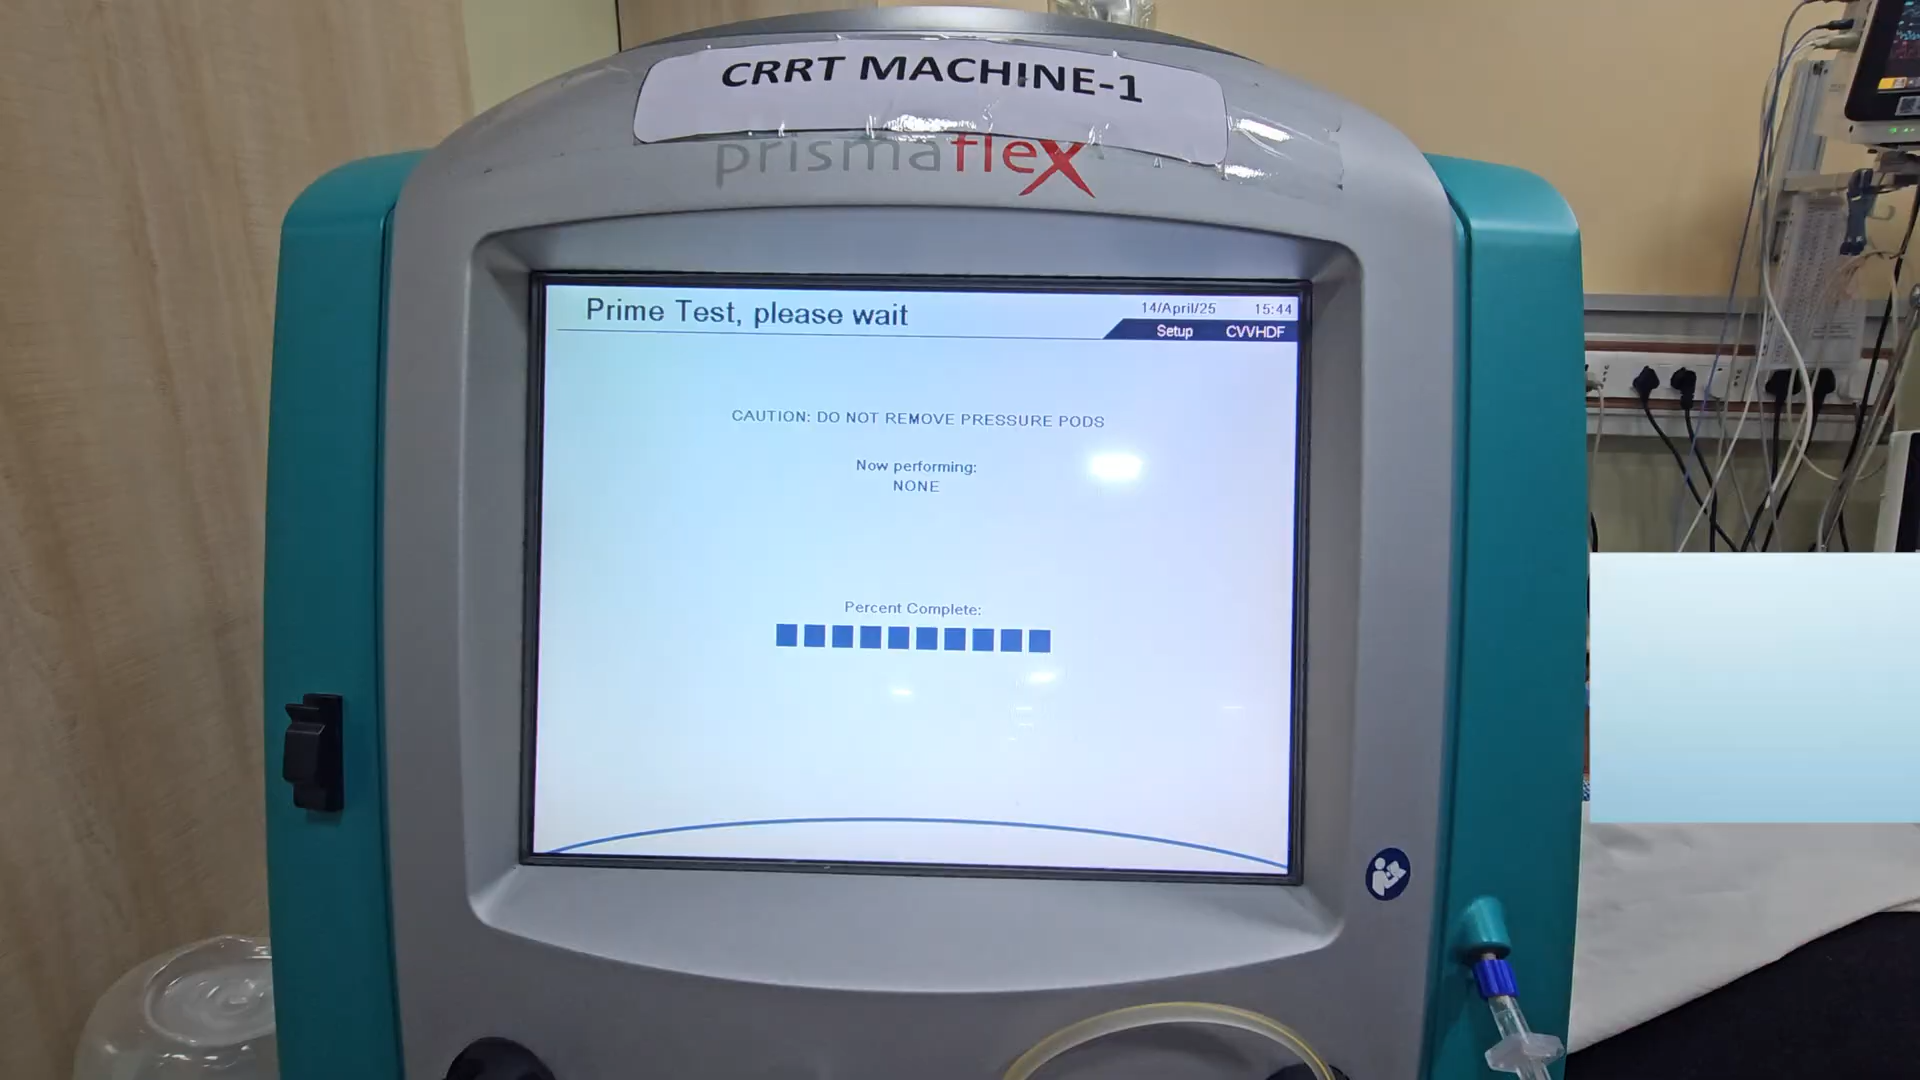 CRRT MACHINE-1
prismaflex
Prime Test, please wait
14/April/25 15:44
Setup CVVHDF
CAUTION: DO NOT REMOVE PRESSURE PODS
Now performing:
NONE
Percent Complete: